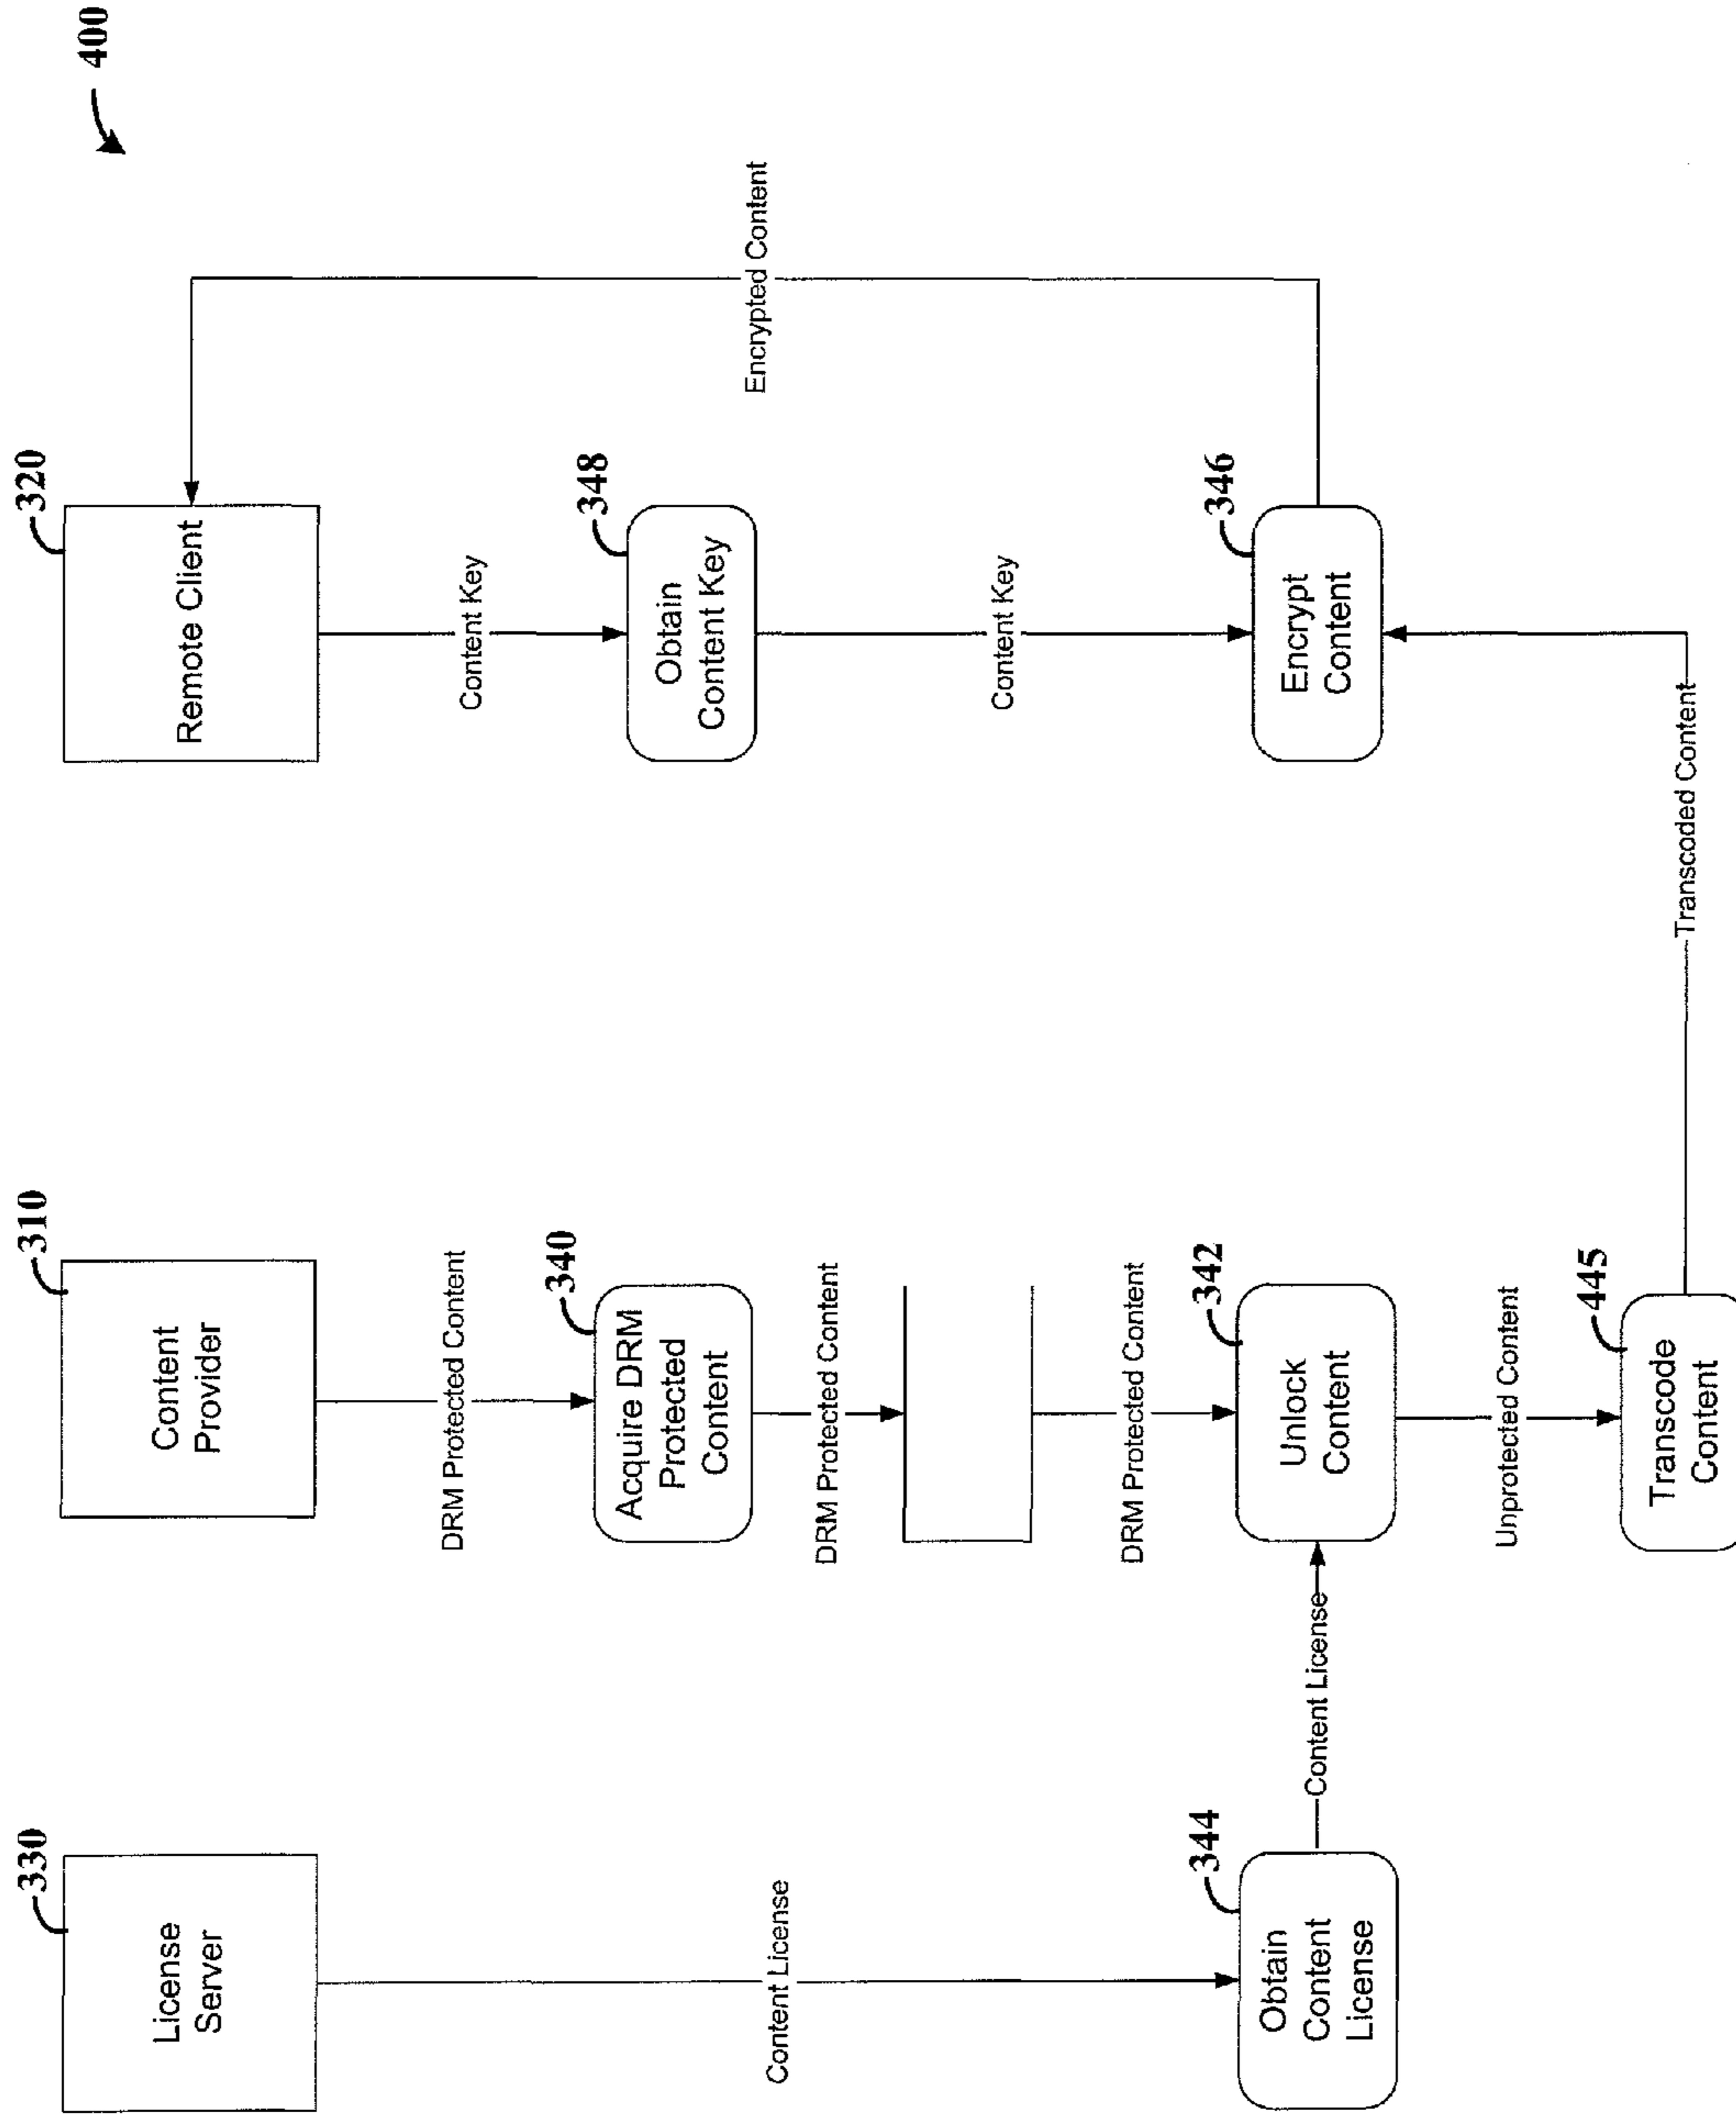 400
330
License
Server
310
Content
Provider
320
Remote Client
Content License
DRM Protected Content
Content Key
340
Acquire DRM
Protected
Content
348
Obtain
Content Key
DRM Protected Content
Content Key
Encrypted Content
DRM Protected Content
344
Obtain
Content
License
Content License
342
Unlock
Content
346
Encrypt
Content
Unprotected Content
445
Transcode
Content
Transcoded Content